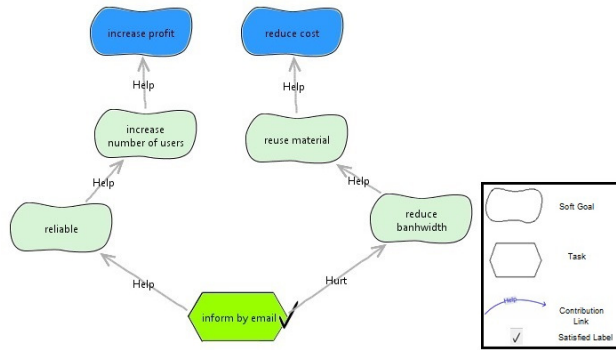 increase profit
reduce cost
Help
Help
increase
number of users
reuse material
Help
Help
reliable
reduce
banhwidth
Help
Hurt
inform by email
Soft Goal
Task
Help
Contribution
Link
Satisfied Label